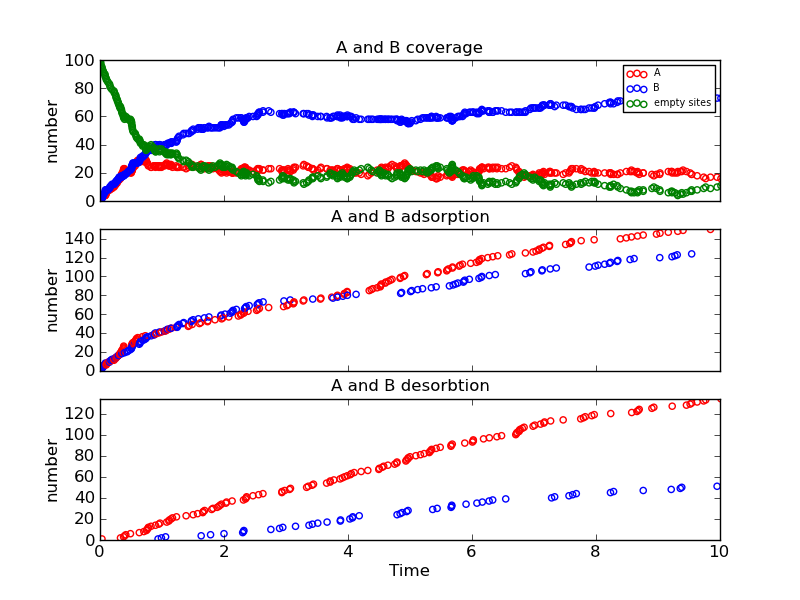 A and B coverage
100
80
60
40
20
0
number
A
B
empty sites
A and B adsorption
140
120
100
80
60
40
20
0
number
A and B desorbtion
120
100
80
60
40
20
0
number
0 2 4 6 8 10
Time